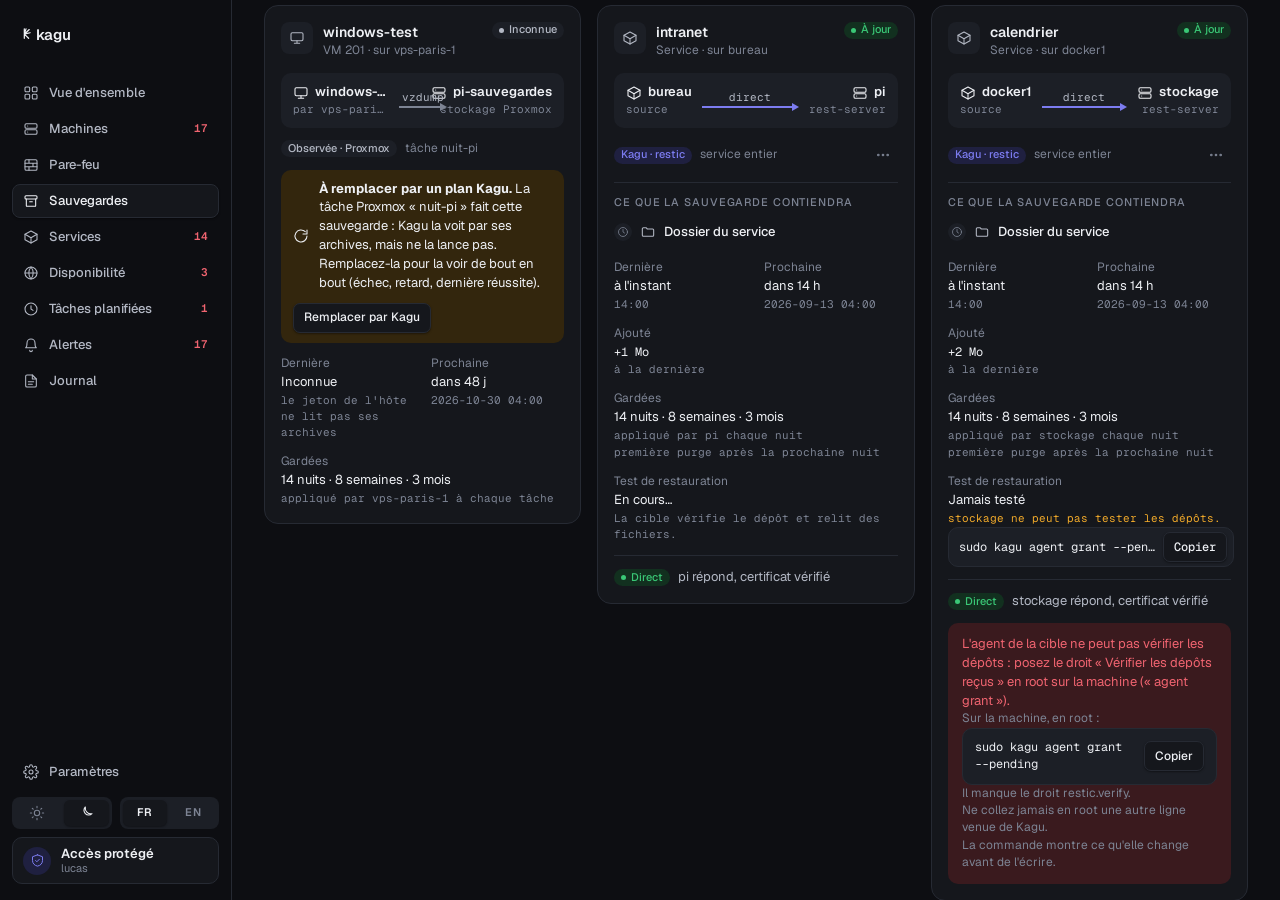 kagu
Vue d'ensemble
Machines 17
Pare-feu
Sauvegardes
Services 14
Disponibilité 3
Tâches planifiées 1
Alertes 17
Journal
Paramètres
FR EN
Accès protégé
lucas
windows-test
Inconnue
VM 201 · sur vps-paris-1
windows-… vzdump pi-sauvegardes
par vps-pari… stockage Proxmox
Observée · Proxmox tâche nuit-pi
À remplacer par un plan Kagu. La
tâche Proxmox « nuit-pi » fait cette
sauvegarde : Kagu la voit par ses
archives, mais ne la lance pas.
Remplacez-la pour la voir de bout en
bout (échec, retard, dernière réussite).
Remplacer par Kagu
Dernière Prochaine
Inconnue dans 48 j
le jeton de l'hôte 2026-10-30 04:00
ne lit pas ses
archives
Gardées
14 nuits · 8 semaines · 3 mois
appliqué par vps-paris-1 à chaque tâche
intranet
À jour
Service · sur bureau
bureau direct pi
source rest-server
Kagu · restic service entier
CE QUE LA SAUVEGARDE CONTIENDRA
Dossier du service
Dernière Prochaine
à l'instant dans 14 h
14:00 2026-09-13 04:00
Ajouté
+1 Mo
à la dernière
Gardées
14 nuits · 8 semaines · 3 mois
appliqué par pi chaque nuit
première purge après la prochaine nuit
Test de restauration
En cours…
La cible vérifie le dépôt et relit des
fichiers.
Direct pi répond, certificat vérifié
calendrier
À jour
Service · sur docker1
docker1 direct stockage
source rest-server
Kagu · restic service entier
CE QUE LA SAUVEGARDE CONTIENDRA
Dossier du service
Dernière Prochaine
à l'instant dans 14 h
14:00 2026-09-13 04:00
Ajouté
+2 Mo
à la dernière
Gardées
14 nuits · 8 semaines · 3 mois
appliqué par stockage chaque nuit
première purge après la prochaine nuit
Test de restauration
Jamais testé
stockage ne peut pas tester les dépôts.
sudo kagu agent grant --pen… Copier
Direct stockage répond, certificat vérifié
L'agent de la cible ne peut pas vérifier les
dépôts : posez le droit « Vérifier les dépôts
reçus » en root sur la machine (« agent
grant »).
Sur la machine, en root :
sudo kagu agent grant
--pending
Copier
Il manque le droit restic.verify.
Ne collez jamais en root une autre ligne
venue de Kagu.
La commande montre ce qu'elle change
avant de l'écrire.